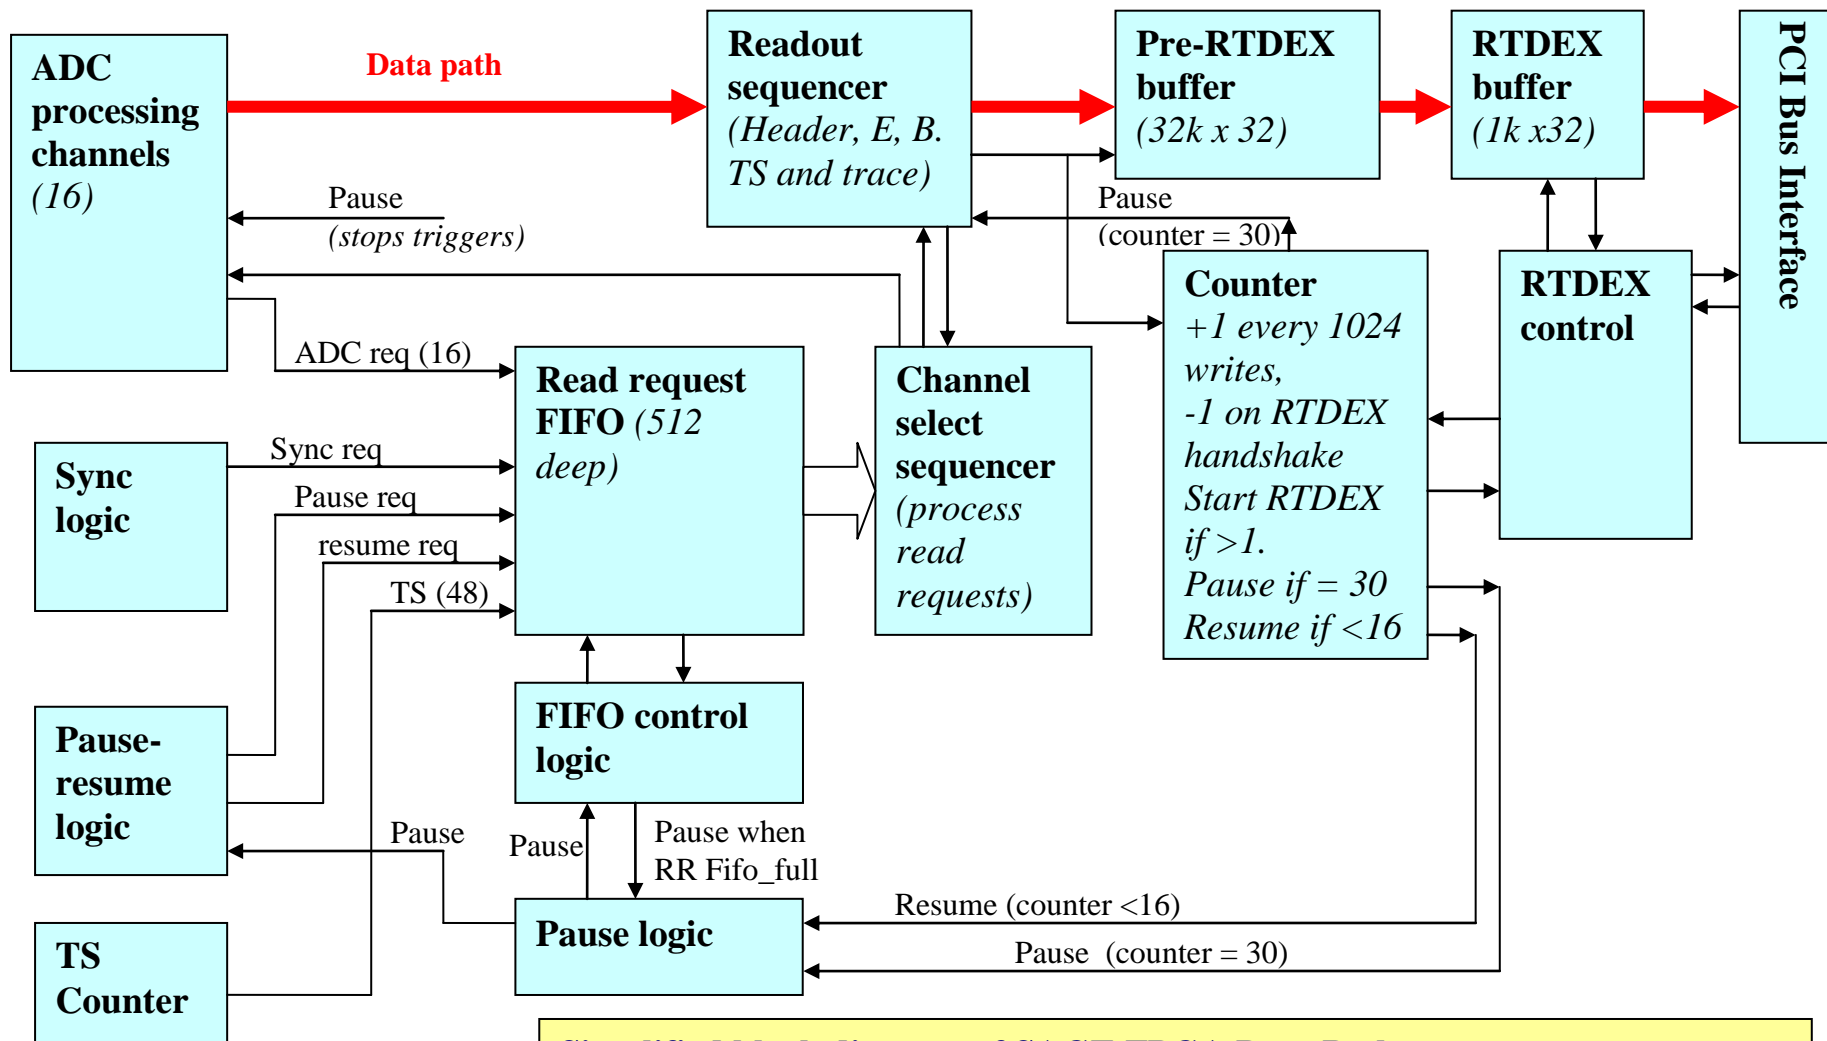 ADC
processing
channels
(16)
Data path
Readout
sequencer
(Header, E, B.
TS and trace)
Pre-RTDEX
buffer
(32k x 32)
RTDEX
buffer
(1k x32)
PCI Bus Interface
Pause
(stops triggers)
Pause
(counter = 30)
Counter
+1 every 1024
writes,
-1 on RTDEX
handshake
Start RTDEX
if >1.
Pause if = 30
Resume if <16
RTDEX
control
ADC req (16)
Read request
FIFO (512
deep)
Channel
select
sequencer
(process
read
requests)
Sync
logic
Sync req
Pause req
resume req
TS (48)
FIFO control
logic
Pause-
resume
logic
Pause
Pause
Pause when
RR Fifo_full
Pause logic
Resume (counter <16)
Pause (counter = 30)
TS
Counter